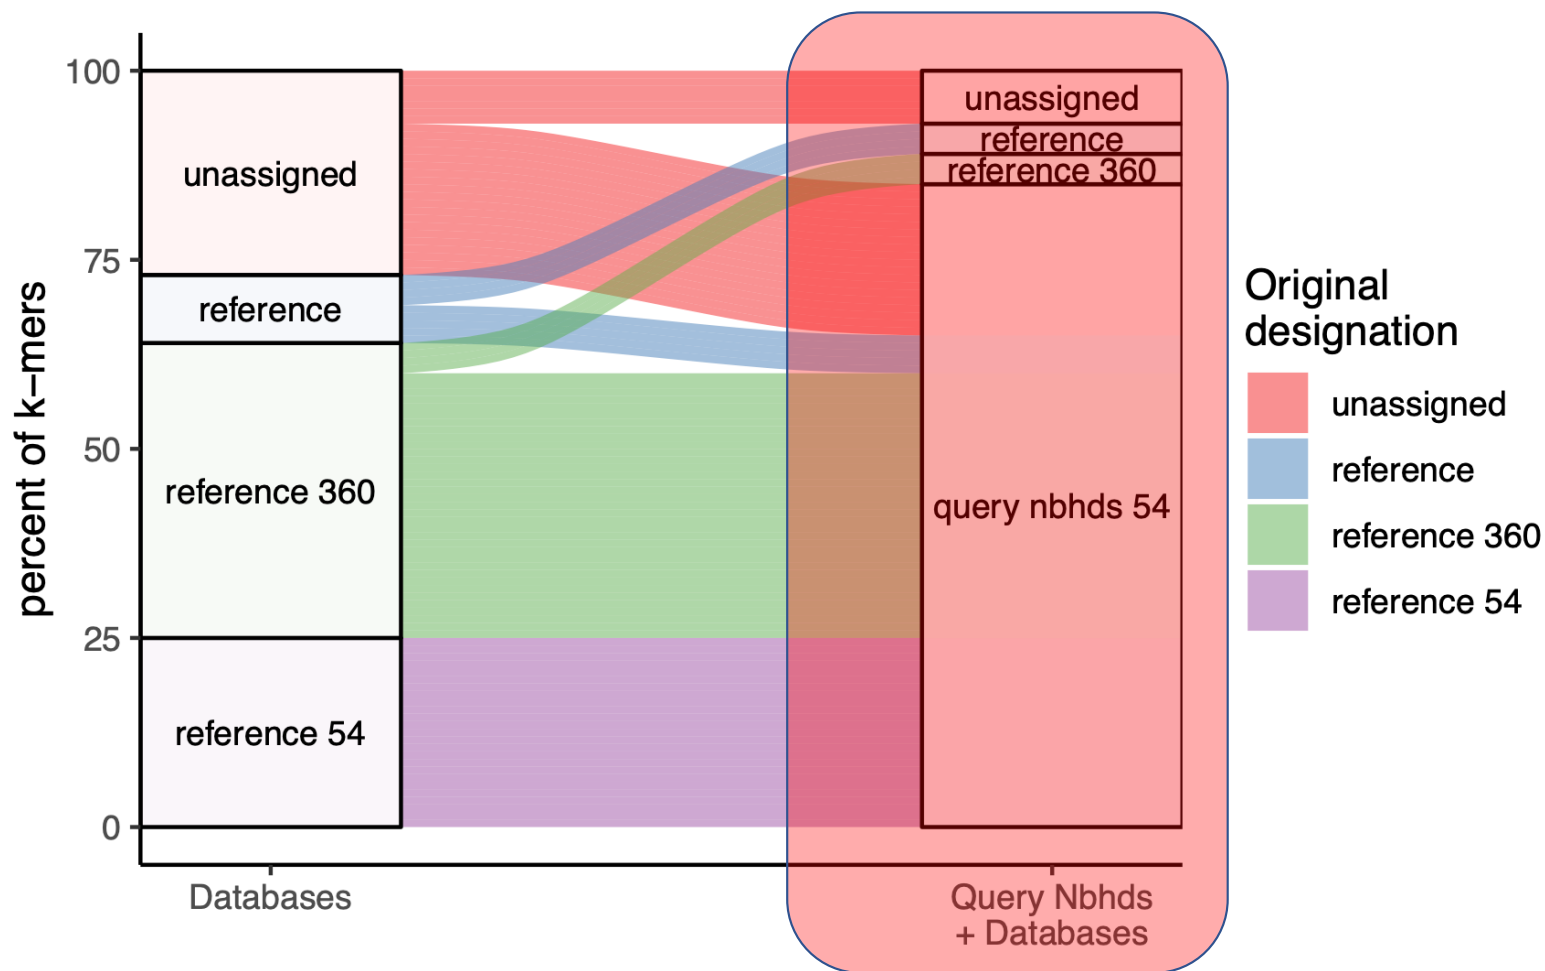 percent of k−mers
100
75
50
25
0
unassigned
reference
reference 360
reference 54
unassigned
reference
reference 360
query nbhds 54
Databases
Query Nbhds
+ Databases
Original
designation
unassigned
reference
reference 360
reference 54